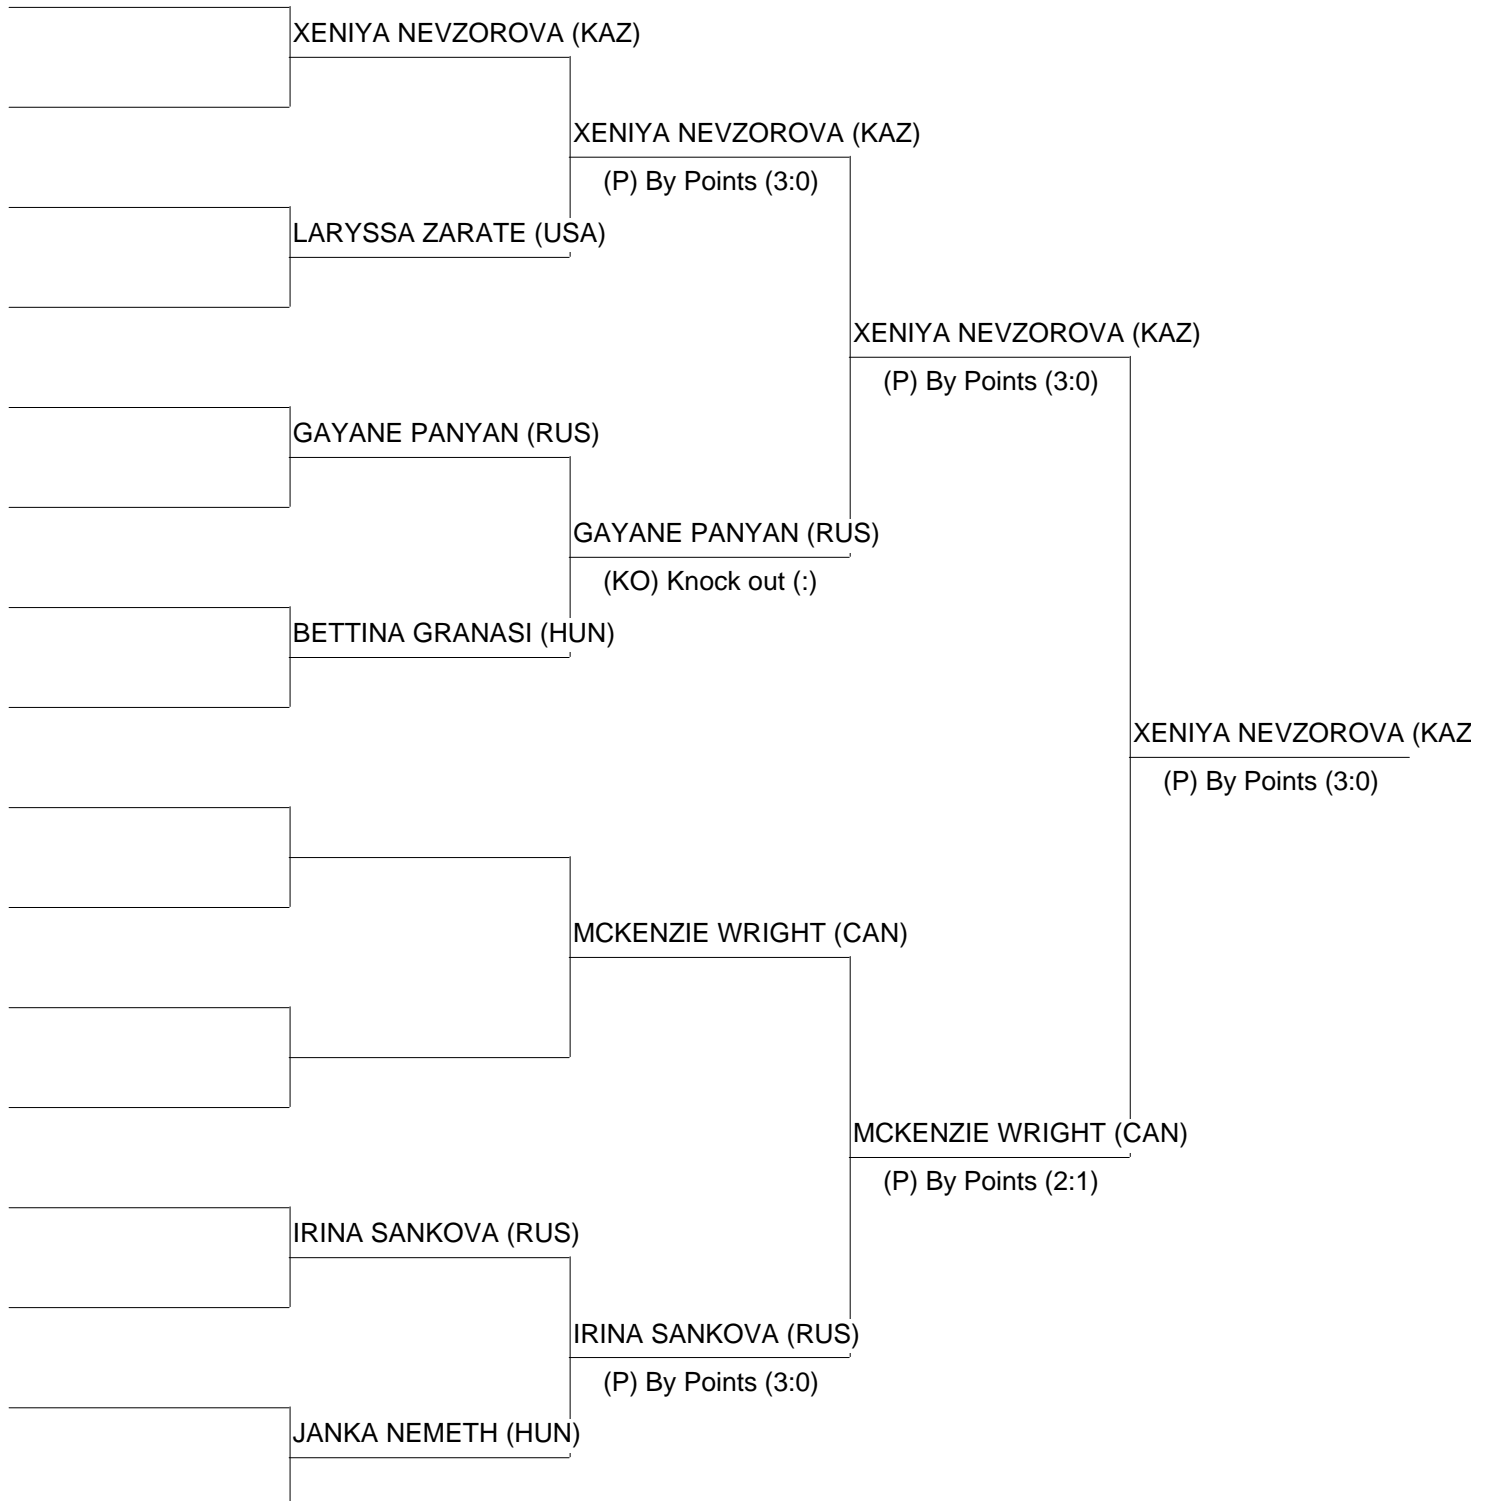 XENIYA NEVZOROVA (KAZ)
XENIYA NEVZOROVA (KAZ)
(P) By Points (3:0)
LARYSSA ZARATE (USA)
XENIYA NEVZOROVA (KAZ)
(P) By Points (3:0)
GAYANE PANYAN (RUS)
GAYANE PANYAN (RUS)
(KO) Knock out (:)
BETTINA GRANASI (HUN)
XENIYA NEVZOROVA (KAZ
(P) By Points (3:0)
MCKENZIE WRIGHT (CAN)
MCKENZIE WRIGHT (CAN)
(P) By Points (2:1)
IRINA SANKOVA (RUS)
IRINA SANKOVA (RUS)
(P) By Points (3:0)
JANKA NEMETH (HUN)